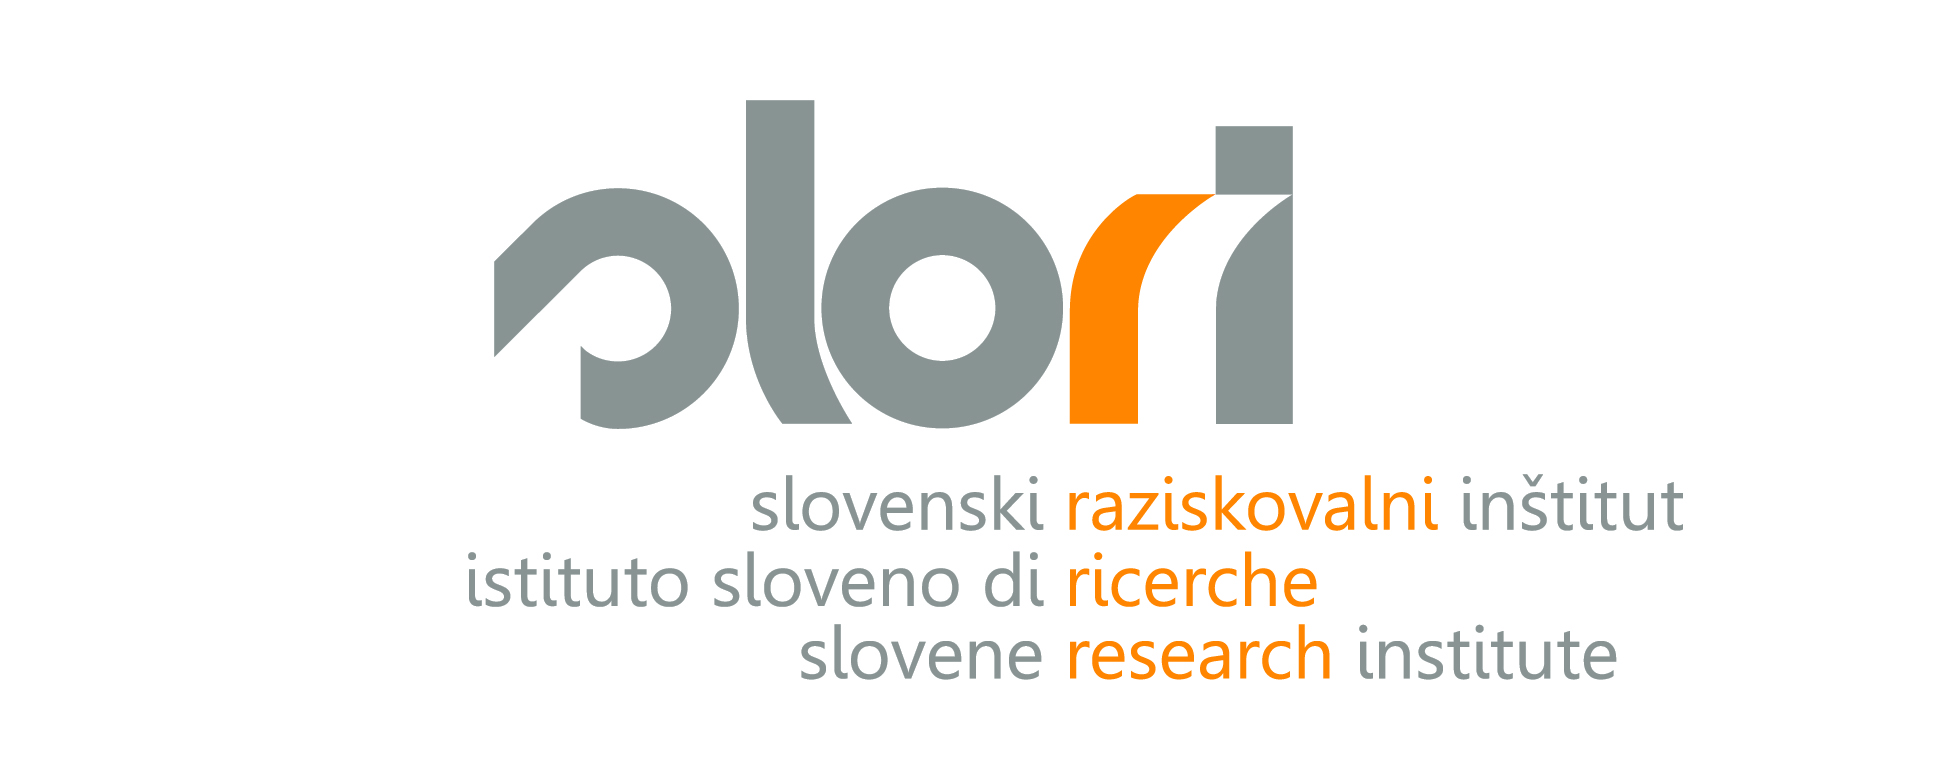 slori
slovenski raziskovalni inštitut
istituto sloveno di ricerche
slovene research institute